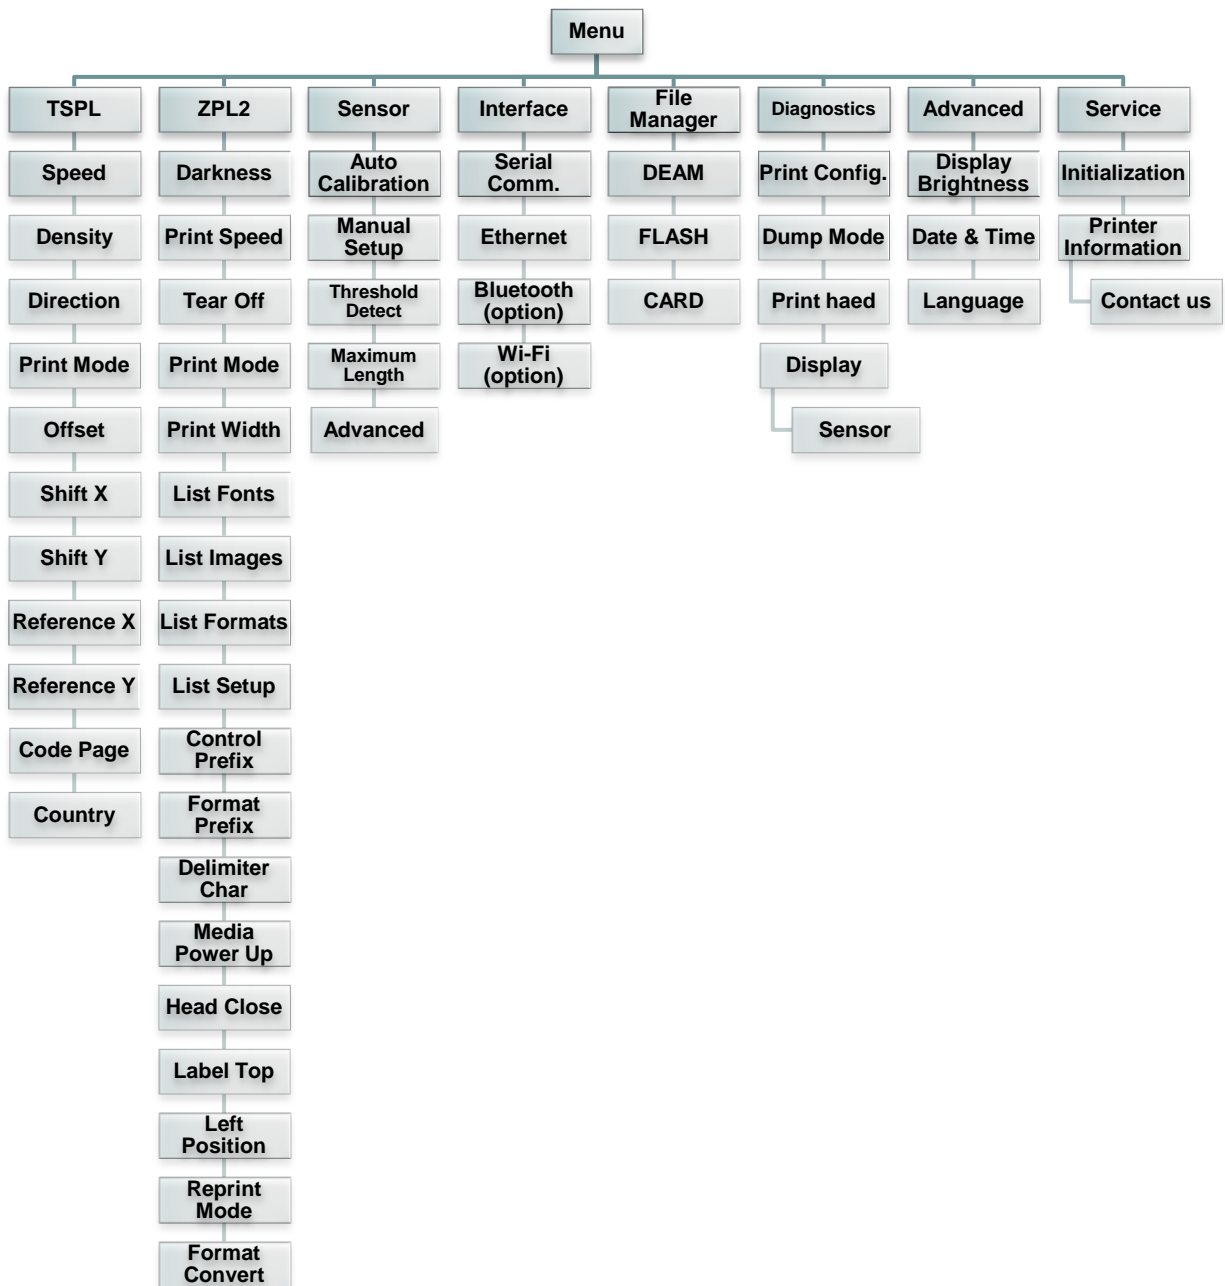 Menu
TSPL
Speed
Density
Direction
Print Mode
Offset
Shift X
Shift Y
Reference X
Reference Y
Code Page
Country
ZPL2
Darkness
Print Speed
Tear Off
Print Mode
Print Width
List Fonts
List Images
List Formats
List Setup
Control
Prefix
Format
Prefix
Delimiter
Char
Media
Power Up
Head Close
Label Top
Left
Position
Reprint
Mode
Format
Convert
Sensor
Auto
Calibration
Manual
Setup
Threshold
Detect
Maximum
Length
Advanced
Interface
Serial
Comm.
Ethernet
Bluetooth
(option)
Wi-Fi
(option)
File
Manager
DEAM
FLASH
CARD
Diagnostics
Print Config.
Dump Mode
Print haed
Display
Sensor
Advanced
Display
Brightness
Date & Time
Language
Service
Initialization
Printer
Information
Contact us